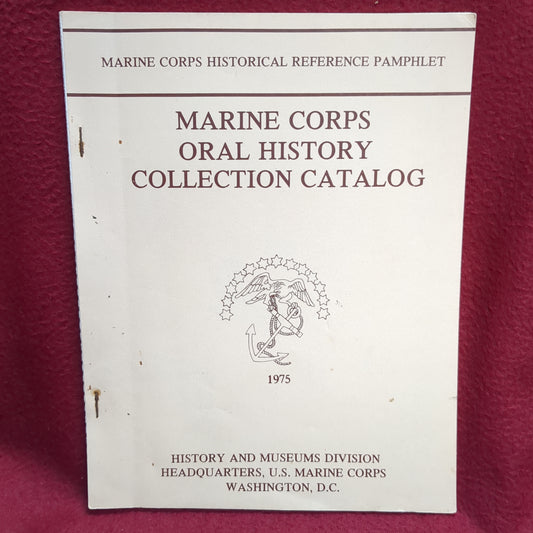 MARINE CORPS HISTORICAL REFERENCE PAMPHLET
MARINE CORPS
ORAL HISTORY
COLLECTION CATALOG
1975
HISTORY AND MUSEUMS DIVISION
HEADQUARTERS, U.S. MARINE CORPS
WASHINGTON, D.C.